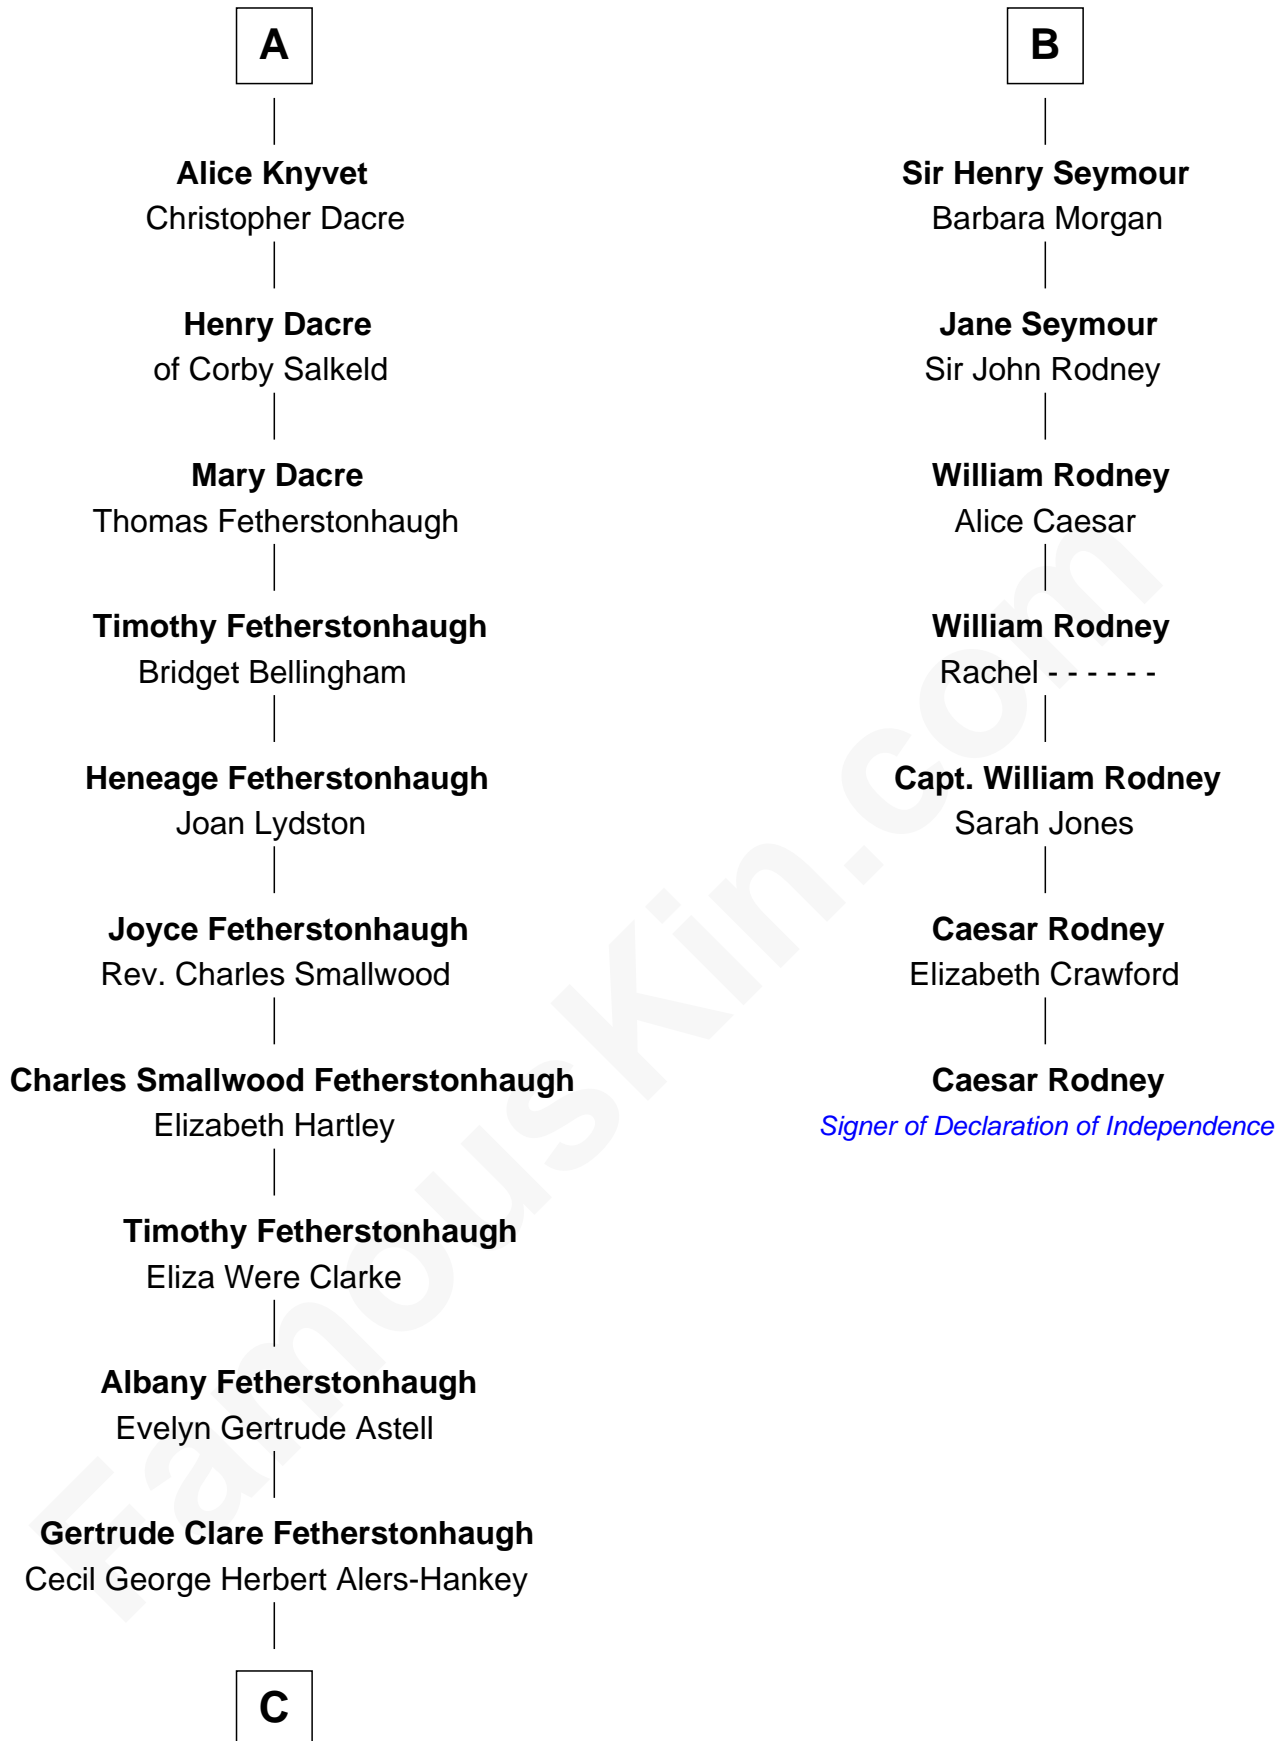 A
Alice Knyvet
Christopher Dacre
Henry Dacre
of Corby Salkeld
Mary Dacre
Thomas Fetherstonhaugh
Timothy Fetherstonhaugh
Bridget Bellingham
Heneage Fetherstonhaugh
Joan Lydston
Joyce Fetherstonhaugh
Rev. Charles Smallwood
Charles Smallwood Fetherstonhaugh
Elizabeth Hartley
Timothy Fetherstonhaugh
Eliza Were Clarke
Albany Fetherstonhaugh
Evelyn Gertrude Astell
Gertrude Clare Fetherstonhaugh
Cecil George Herbert Alers-Hankey
C
B
Sir Henry Seymour
Barbara Morgan
Jane Seymour
Sir John Rodney
William Rodney
Alice Caesar
William Rodney
Rachel - - - - - -
Capt. William Rodney
Sarah Jones
Caesar Rodney
Elizabeth Crawford
Caesar Rodney
Signer of Declaration of Independence
FamousKin.com